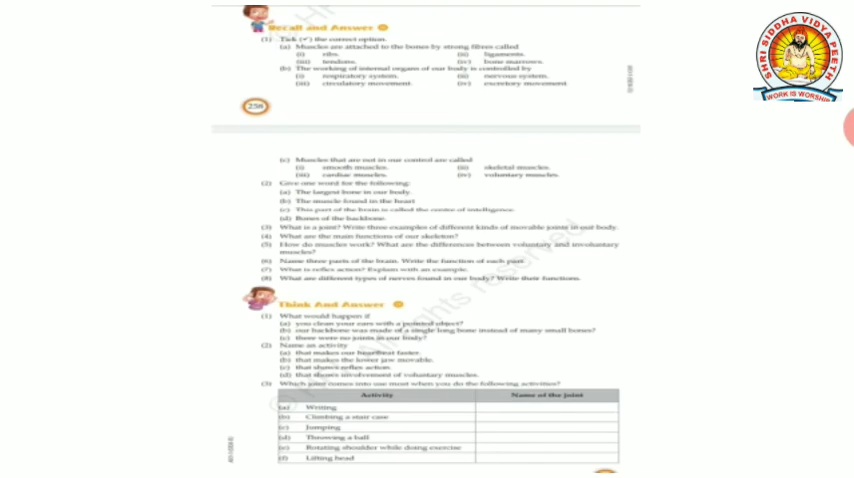 Recall and Answer
(1) Tick (✓) the correct option.
(a) Muscles are attached to the bones by strong fibres called
(i) ribs. (ii) ligaments.
(iii) tendons. (iv) bone marrows.
(b) The working of internal organs of our body is controlled by
(i) respiratory system. (ii) nervous system.
(iii) circulatory movement. (iv) excretory movement.
258
(c) Muscles that are not in our control are called
(i) smooth muscles. (ii) skeletal muscles.
(iii) cardiac muscles. (iv) voluntary muscles.
(2) Give one word for the following:
(a) The largest bone in our body.
(b) The muscle found in the heart
(c) This part of the brain is called the centre of intelligence.
(d) Bones of the backbone.
(3) What is a joint? Write three examples of different kinds of movable joints in our body.
(4) What are the main functions of our skeleton?
(5) How do muscles work? What are the differences between voluntary and involuntary
muscles?
(6) Name three parts of the brain. Write the function of each part.
(7) What is reflex action? Explain with an example.
(8) What are different types of nerves found in our body? Write their functions.
Think And Answer
(1) What would happen if
(a) you clean your ears with a pointed object?
(b) our backbone was made of a single long bone instead of many small bones?
(c) there were no joints in our body?
(2) Name an activity
(a) that makes our heartbeat faster.
(b) that makes the lower jaw movable.
(c) that shows reflex action.
(d) that shows involvement of voluntary muscles.
(3) Which joint comes into use most when you do the following activities?
Activity Name of the joint
(a) Writing
(b) Climbing a stair case
(c) Jumping
(d) Throwing a ball
(e) Rotating shoulder while doing exercise
(f) Lifting head
SHRI SIDDHA VIDYA PEETH
WORK IS WORSHIP
rights reserved